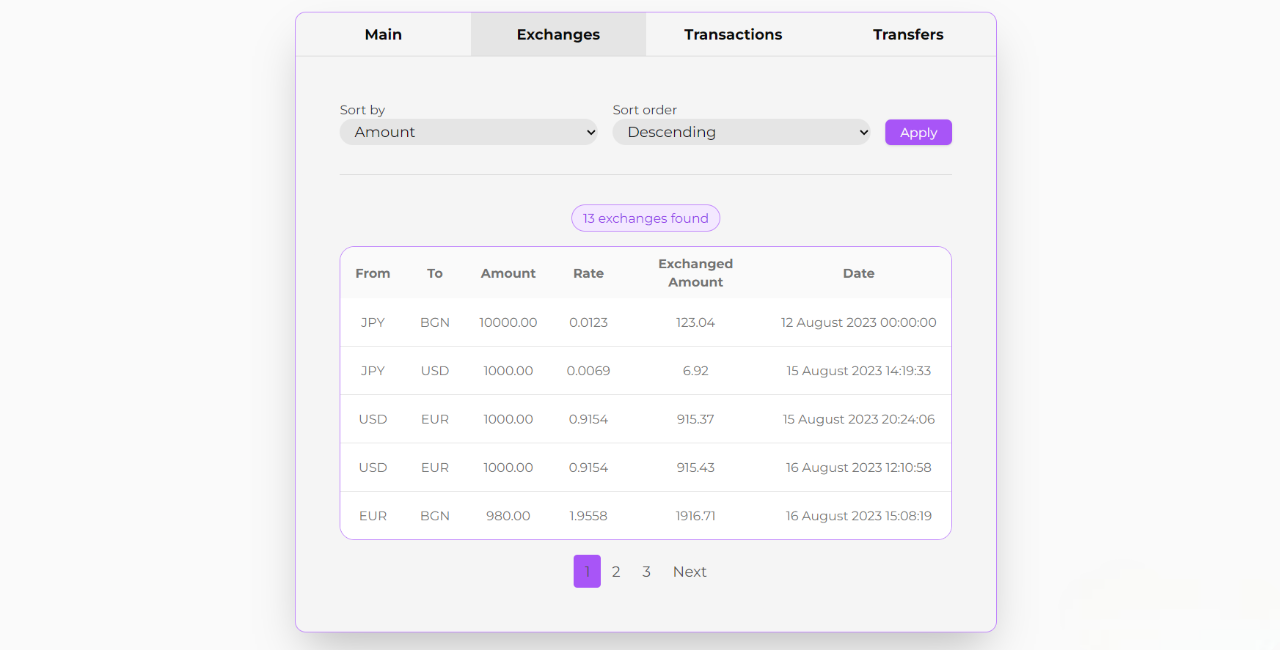 Main Exchanges Transactions Transfers
Sort by Sort order
Amount Descending Apply
13 exchanges found
From To Amount Rate Exchanged Amount Date
JPY BGN 10000.00 0.0123 123.04 12 August 2023 00:00:00
JPY USD 1000.00 0.0069 6.92 15 August 2023 14:19:33
USD EUR 1000.00 0.9154 915.37 15 August 2023 20:24:06
USD EUR 1000.00 0.9154 915.43 16 August 2023 12:10:58
EUR BGN 980.00 1.9558 1916.71 16 August 2023 15:08:19
1 2 3 Next